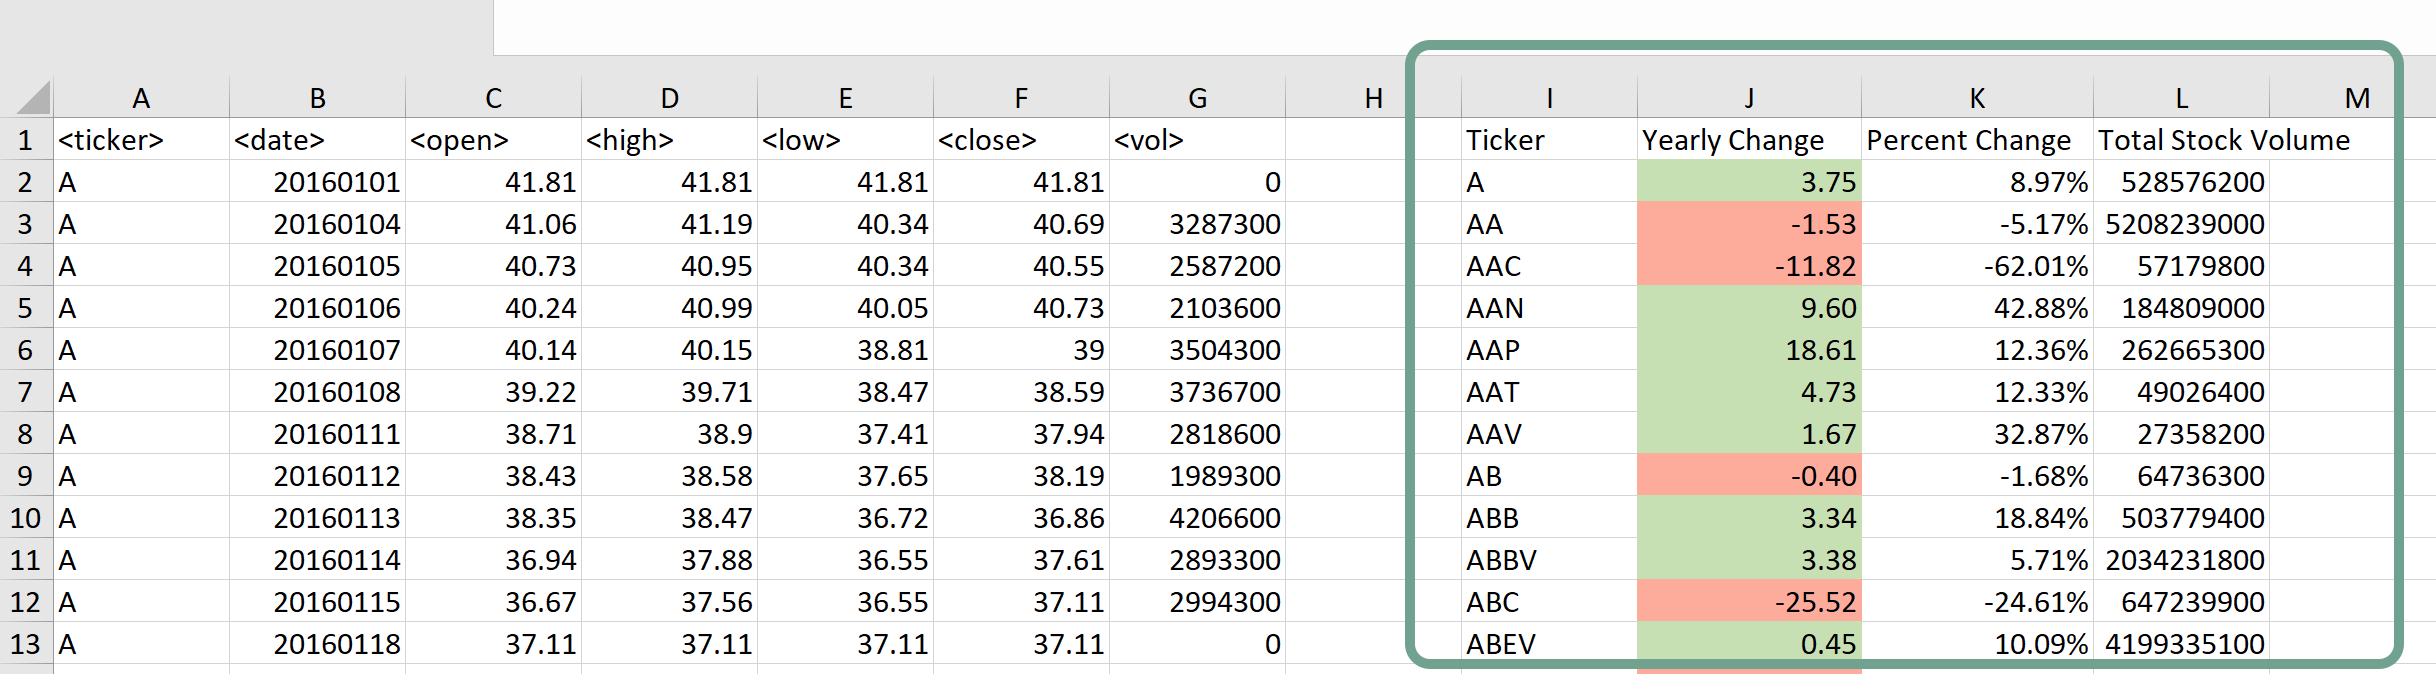 A B C D E F G H I J K L M
1 <ticker> <date> <open> <high> <low> <close> <vol> Ticker Yearly Change Percent Change Total Stock Volume
2 A 20160101 41.81 41.81 41.81 41.81 0 A 3.75 8.97% 528576200
3 A 20160104 41.06 41.19 40.34 40.69 3287300 AA -1.53 -5.17% 5208239000
4 A 20160105 40.73 40.95 40.34 40.55 2587200 AAC -11.82 -62.01% 57179800
5 A 20160106 40.24 40.99 40.05 40.73 2103600 AAN 9.60 42.88% 184809000
6 A 20160107 40.14 40.15 38.81 39 3504300 AAP 18.61 12.36% 262665300
7 A 20160108 39.22 39.71 38.47 38.59 3736700 AAT 4.73 12.33% 49026400
8 A 20160111 38.71 38.9 37.41 37.94 2818600 AAV 1.67 32.87% 27358200
9 A 20160112 38.43 38.58 37.65 38.19 1989300 AB -0.40 -1.68% 64736300
10 A 20160113 38.35 38.47 36.72 36.86 4206600 ABB 3.34 18.84% 503779400
11 A 20160114 36.94 37.88 36.55 37.61 2893300 ABBV 3.38 5.71% 2034231800
12 A 20160115 36.67 37.56 36.55 37.11 2994300 ABC -25.52 -24.61% 647239900
13 A 20160118 37.11 37.11 37.11 37.11 0 ABEV 0.45 10.09% 4199335100